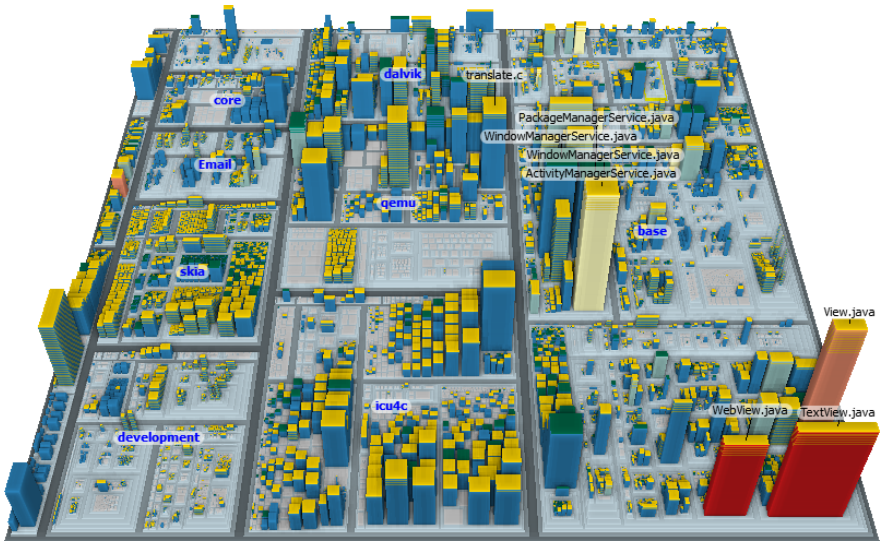 dalvik
translate.c
core
PackageManagerService.java
WindowManagerService.java
WindowManagerService.java
Email
ActivityManagerService.java
qemu
base
skia
View.java
icu4c
WebView.java
TextView.java
development